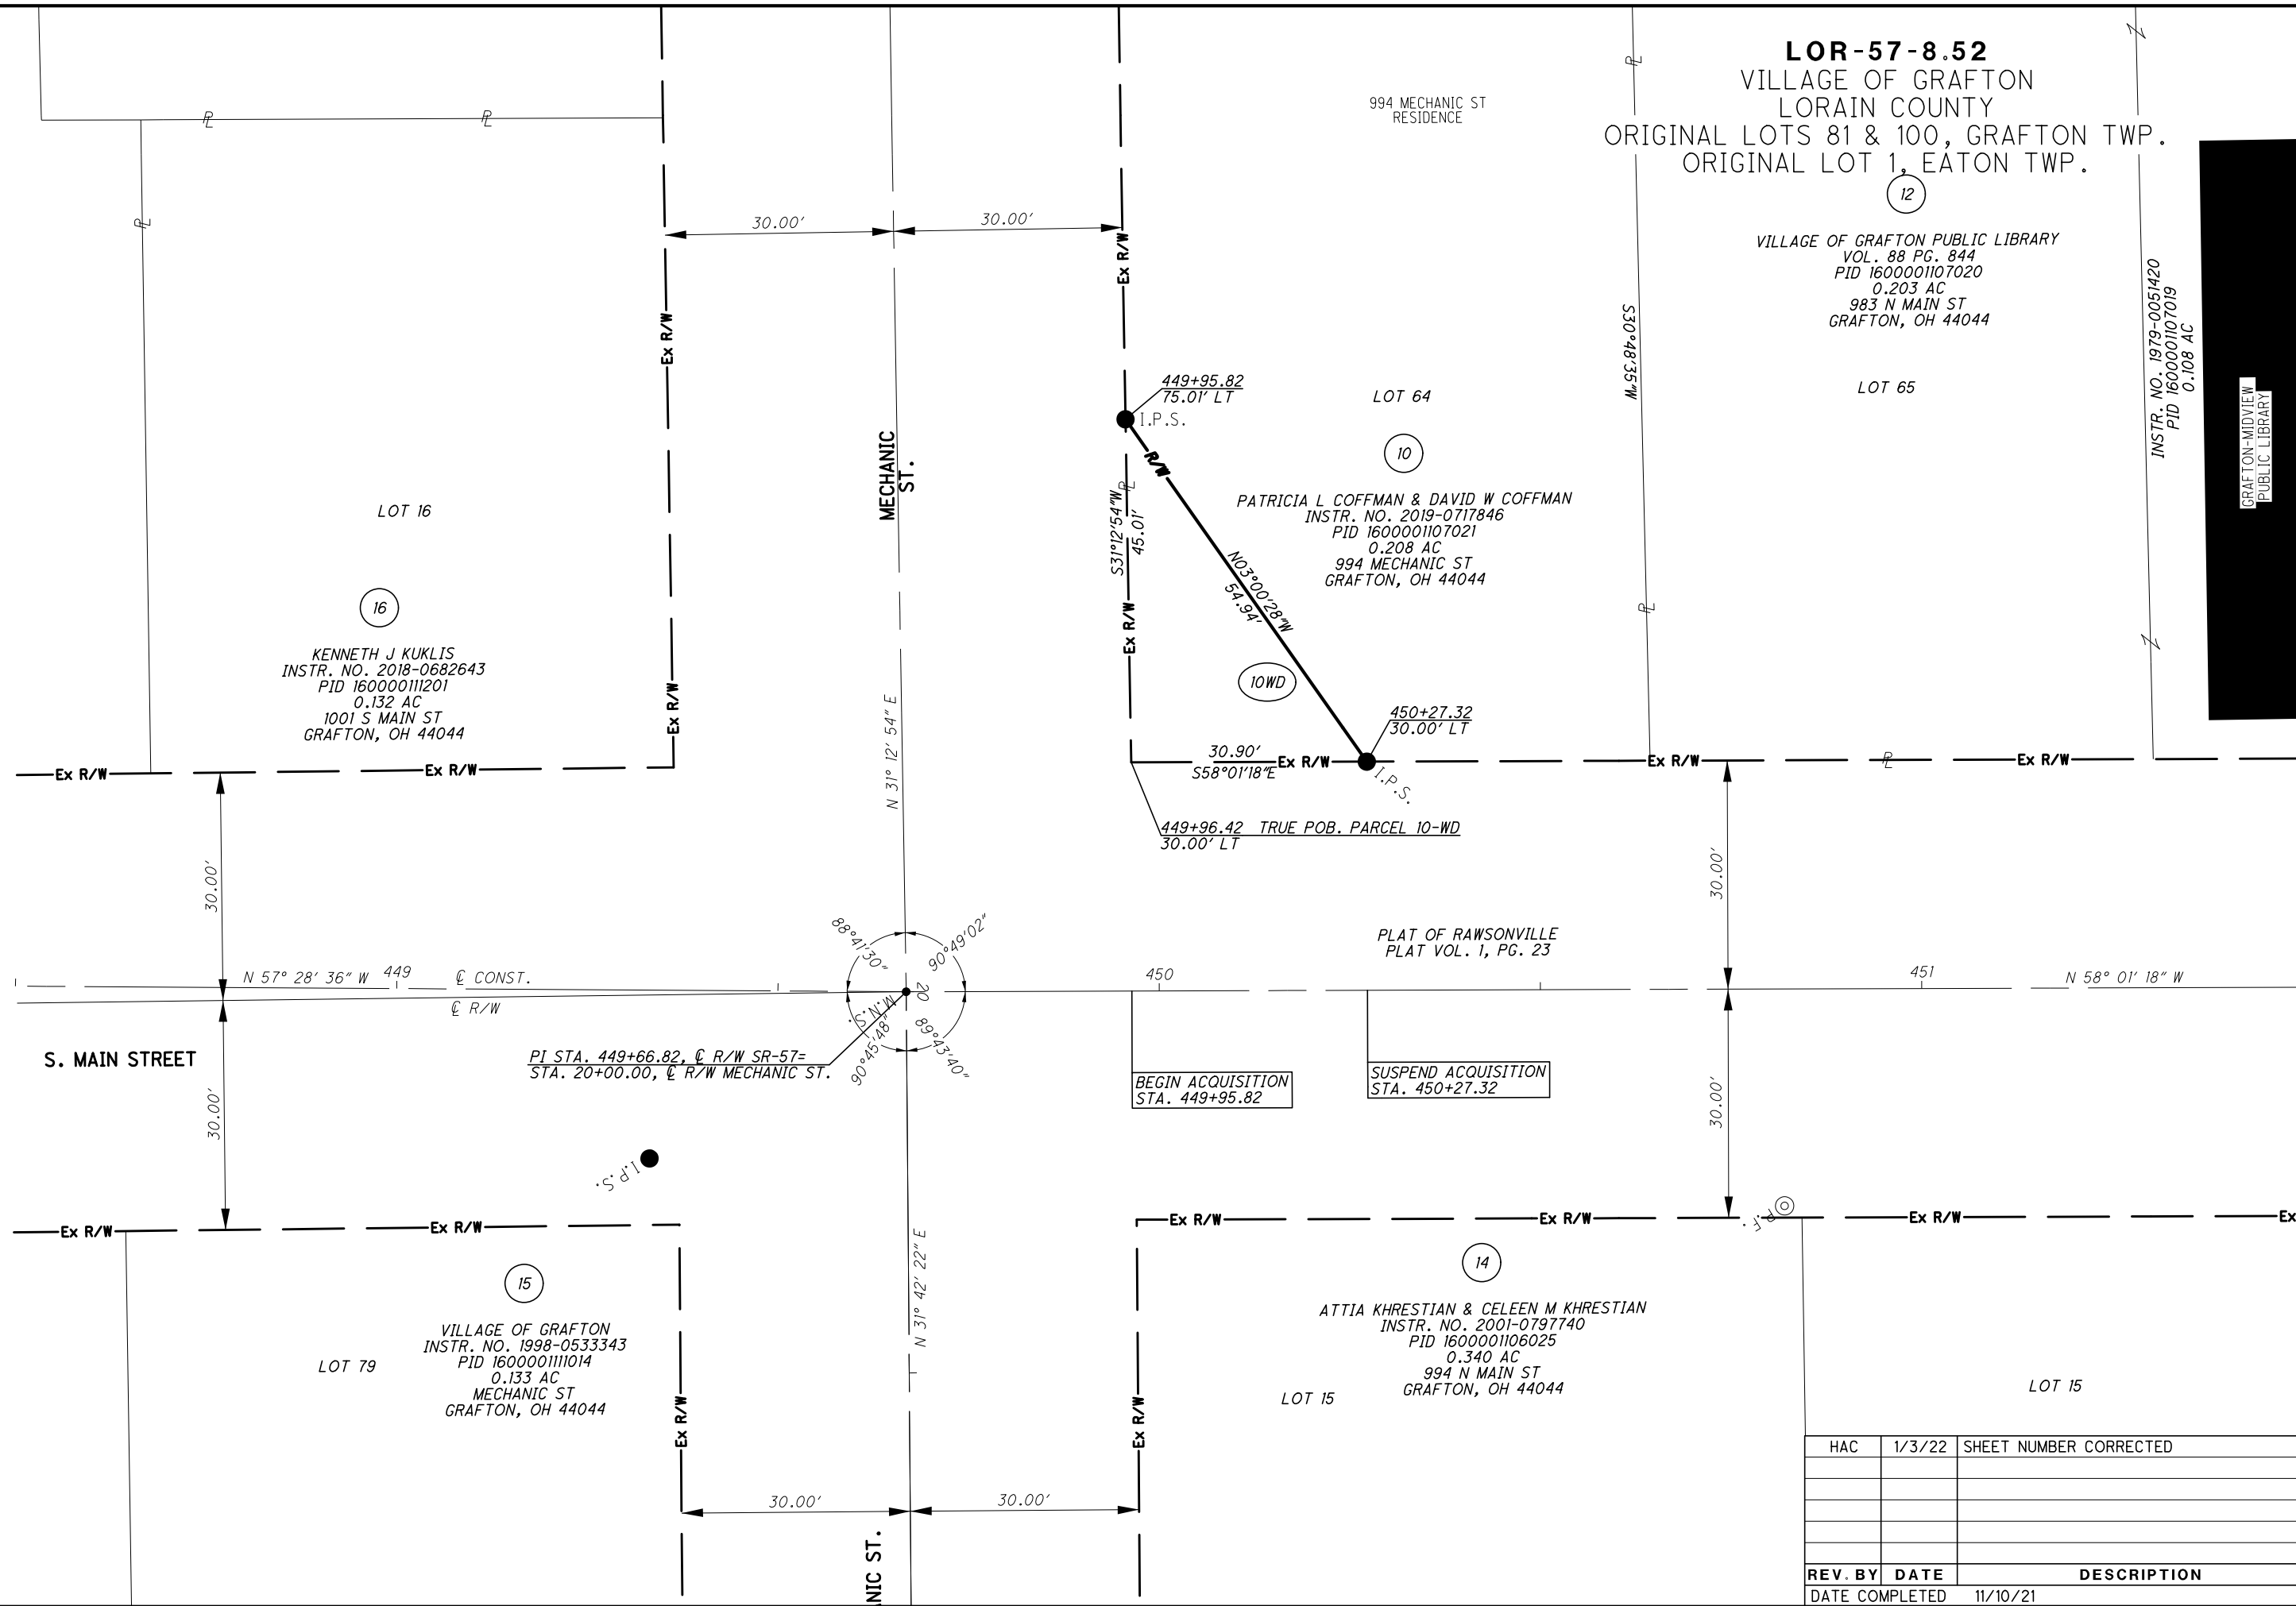 LOR-57-8.52
VILLAGE OF GRAFTON
LORAIN COUNTY
ORIGINAL LOTS 81 & 100, GRAFTON TWP.
ORIGINAL LOT 1, EATON TWP.
12
VILLAGE OF GRAFTON PUBLIC LIBRARY
VOL. 88 PG. 844
PID 1600001107020
0.203 AC
983 N MAIN ST
GRAFTON, OH 44044
LOT 65
994 MECHANIC ST
RESIDENCE
INSTR. NO. 1979-0051420
PID 1600001107019
0.108 AC
GRAFTON-MIDVIEW
PUBLIC LIBRARY
PL
PL
PL
PL
PL
PL
PL
30.00'
30.00'
Ex R/W
Ex R/W
S30°48'35"W
449+95.82
75.01' LT
I.P.S.
R/W
LOT 64
10
PATRICIA L COFFMAN & DAVID W COFFMAN
INSTR. NO. 2019-0717846
PID 1600001107021
0.208 AC
994 MECHANIC ST
GRAFTON, OH 44044
MECHANIC
ST.
S31°12'54"W
45.01'
Ex R/W
N03°00'28"W
54.94'
10WD
LOT 16
16
KENNETH J KUKLIS
INSTR. NO. 2018-0682643
PID 160000111201
0.132 AC
1001 S MAIN ST
GRAFTON, OH 44044
Ex R/W
N 31° 12' 54" E
450+27.32
30.00' LT
I.P.S.
30.90'
S58°01'18"E
Ex R/W
Ex R/W
Ex R/W
Ex R/W
Ex R/W
449+96.42 TRUE POB. PARCEL 10-WD
30.00' LT
30.00'
30.00'
88°41'30"
90°49'02"
PLAT OF RAWSONVILLE
PLAT VOL. 1, PG. 23
N 57° 28' 36" W
449
CL CONST.
CL R/W
20
M.N.S.
450
451
N 58° 01' 18" W
90°45'48"
89°43'40"
S. MAIN STREET
PI STA. 449+66.82, CL R/W SR-57=
STA. 20+00.00, CL R/W MECHANIC ST.
BEGIN ACQUISITION
STA. 449+95.82
SUSPEND ACQUISITION
STA. 450+27.32
30.00'
30.00'
I.P.S.
Ex R/W
Ex R/W
Ex R/W
Ex R/W
P.F.
Ex R/W
Ex
15
VILLAGE OF GRAFTON
INSTR. NO. 1998-0533343
PID 1600001111014
0.133 AC
MECHANIC ST
GRAFTON, OH 44044
LOT 79
N 31° 42' 22" E
14
ATTIA KHRESTIAN & CELEEN M KHRESTIAN
INSTR. NO. 2001-0797740
PID 1600001106025
0.340 AC
994 N MAIN ST
GRAFTON, OH 44044
LOT 15
LOT 15
Ex R/W
Ex R/W
30.00'
30.00'
NIC ST.
HAC 1/3/22 SHEET NUMBER CORRECTED
REV. BY DATE DESCRIPTION
DATE COMPLETED 11/10/21